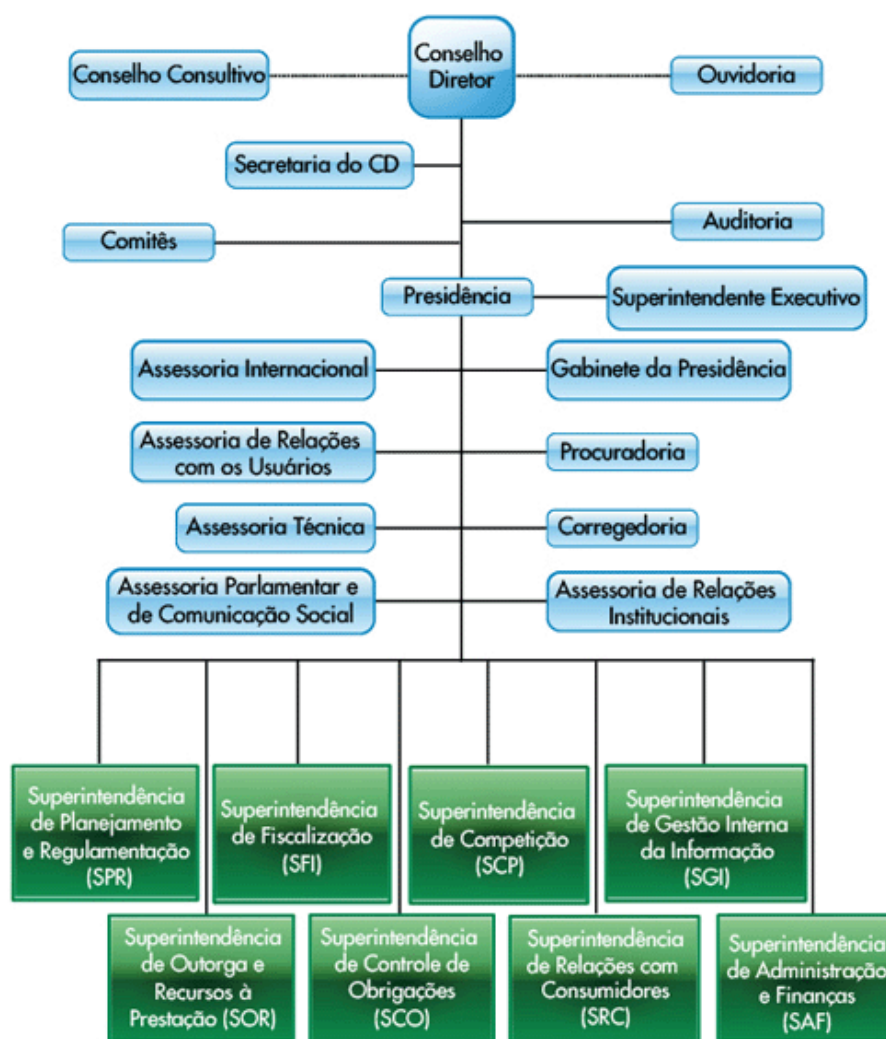 Conselho
Diretor
Conselho Consultivo
Ouvidoria
Secretaria do CD
Auditoria
Comitês
Presidência
Superintendente Executivo
Assessoria Internacional
Gabinete da Presidência
Assessoria de Relações
com os Usuários
Procuradoria
Assessoria Técnica
Corregedoria
Assessoria Parlamentar e
de Comunicação Social
Assessoria de Relações
Institucionais
Superintendência
de Planejamento
e Regulamentação
(SPR)
Superintendência
de Fiscalização
(SFI)
Superintendência
de Competição
(SCP)
Superintendência
de Gestão Interna
da Informação
(SGI)
Superintendência
de Outorga e
Recursos à
Prestação (SOR)
Superintendência
de Controle de
Obrigações
(SCO)
Superintendência
de Relações com
Consumidores
(SRC)
Superintendência
de Administração
e Finanças
(SAF)